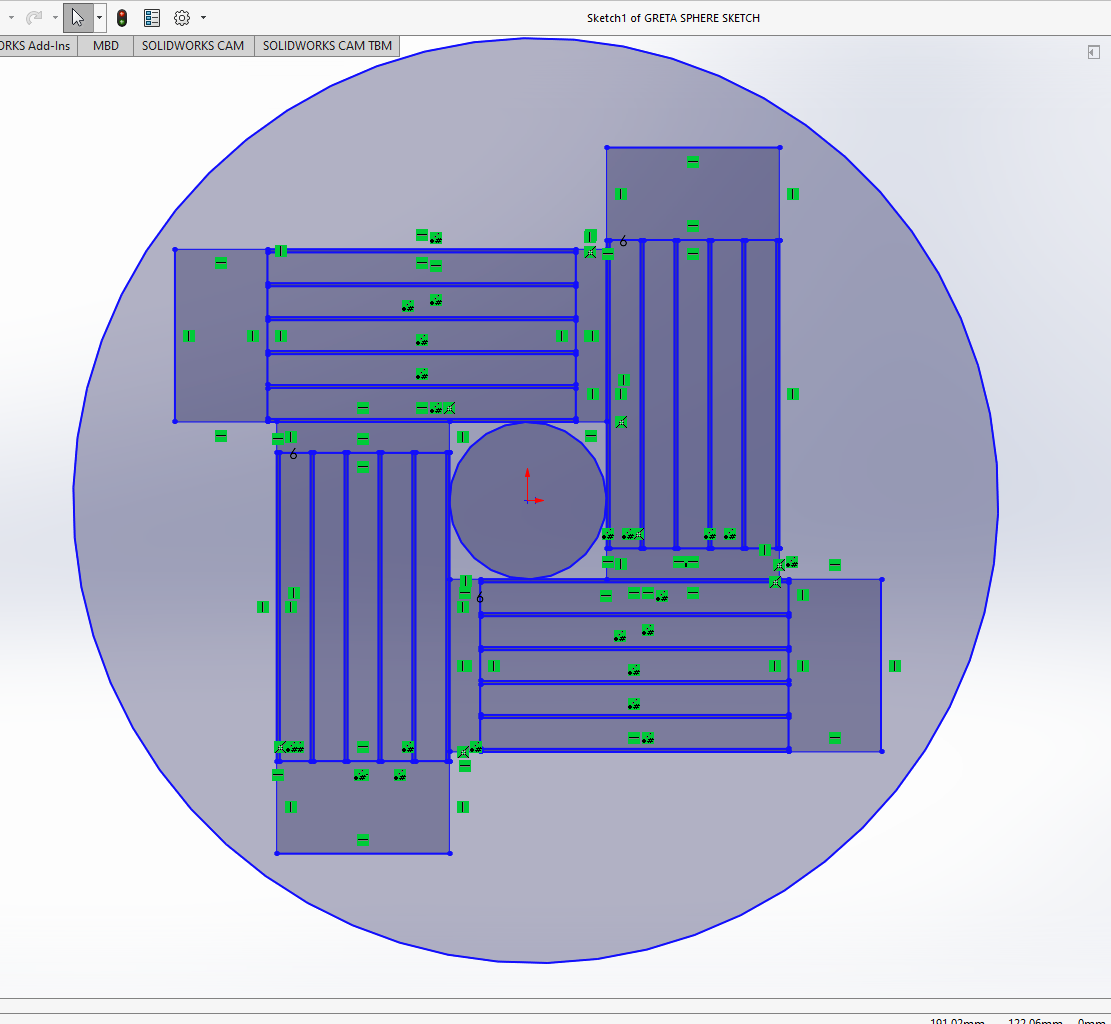 Sketch1 of GRETA SPHERE SKETCH
ORKS Add-Ins MBD SOLIDWORKS CAM SOLIDWORKS CAM TBM
6
6
6
191.02mm 122.06mm 0mm